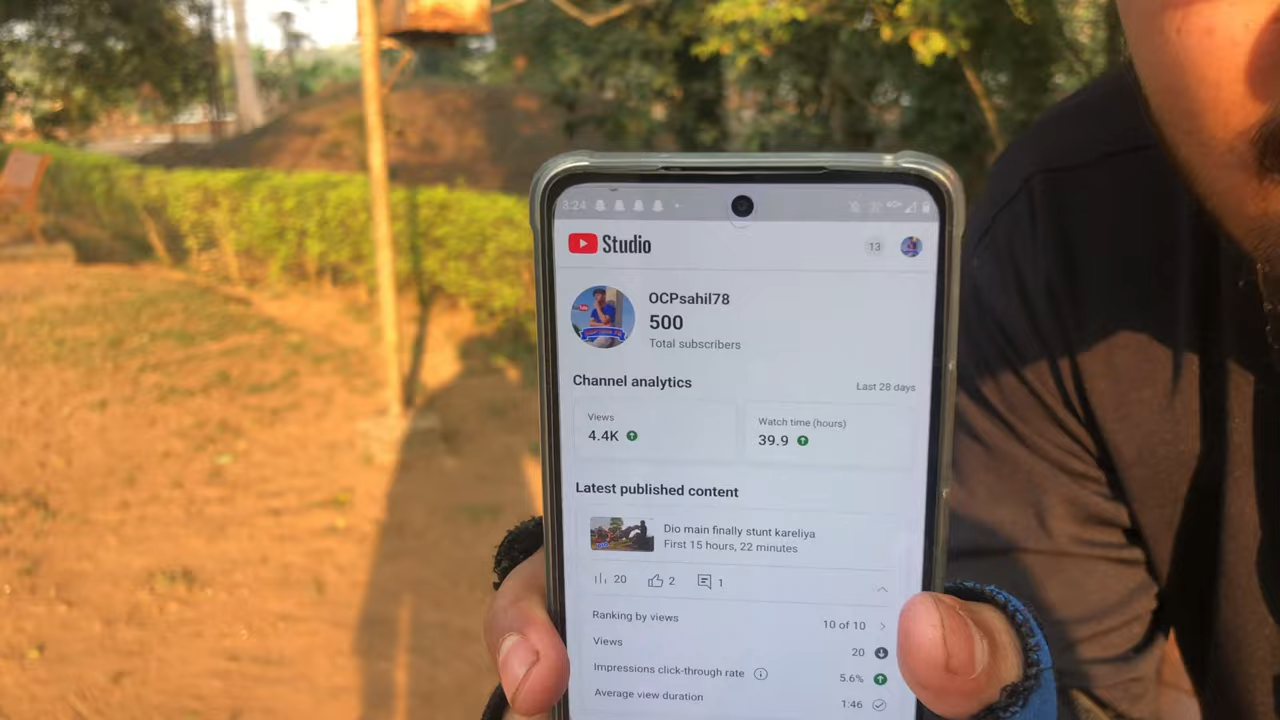 3:24
Studio
13
OCPsahil78
500
Total subscribers
Channel analytics
Last 28 days
Views
4.4K
Watch time (hours)
39.9
Latest published content
Dio main finally stunt kareliya
First 15 hours, 22 minutes
20 2 1
Ranking by views 10 of 10
Views 20
Impressions click-through rate 5.6%
Average view duration 1:46